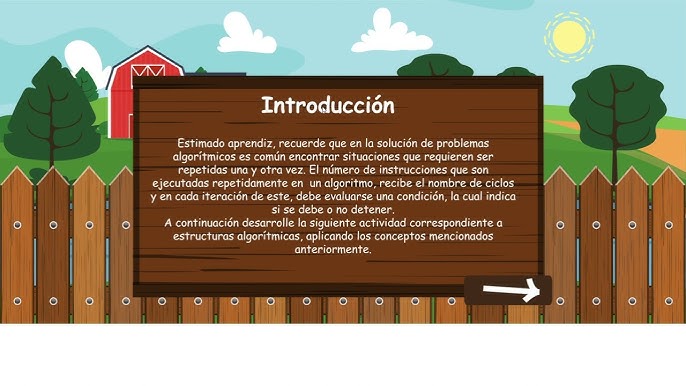 Introducción
Estimado aprendiz, recuerde que en la solución de problemas
algorítmicos es común encontrar situaciones que requieren ser
repetidas una y otra vez. El número de instrucciones que son
ejecutadas repetidamente en un algoritmo, recibe el nombre de ciclos
y en cada iteración de este, debe evaluarse una condición, la cual indica
si se debe o no detener.
A continuación desarrolle la siguiente actividad correspondiente a
estructuras algorítmicas, aplicando los conceptos mencionados
anteriormente.